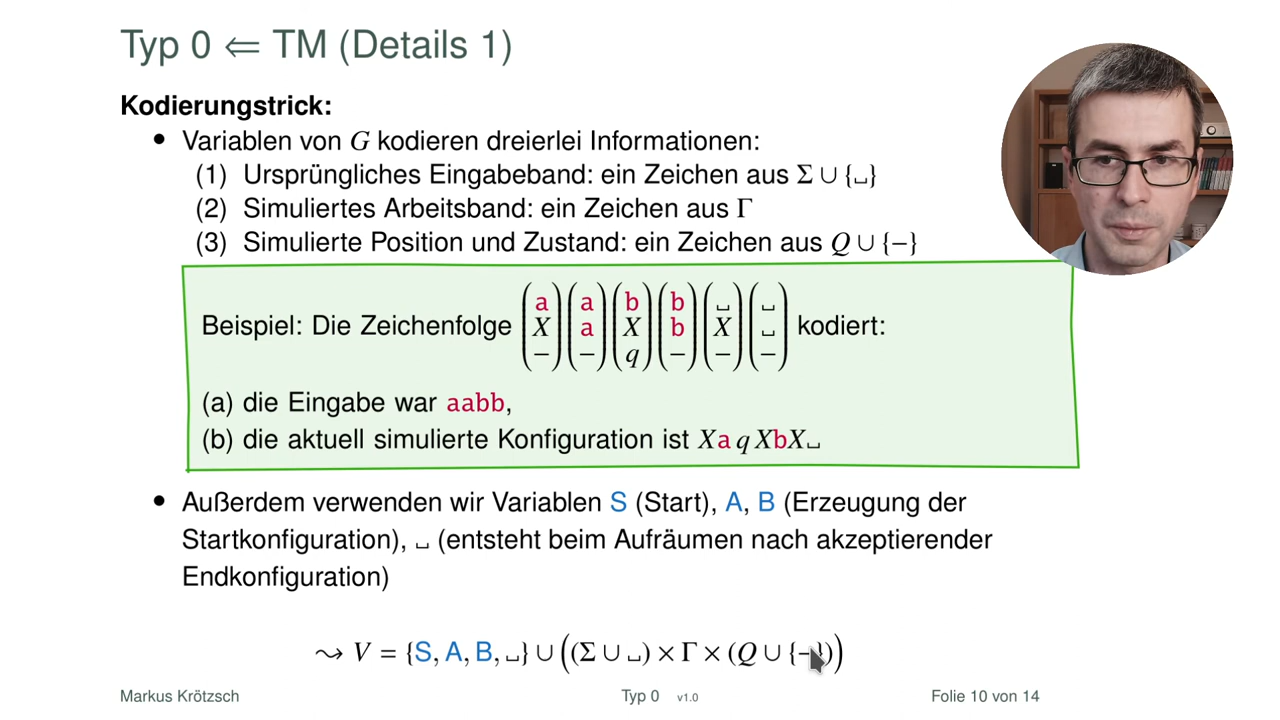 Typ 0 ⇐ TM (Details 1)
Kodierungstrick:
• Variablen von G kodieren dreierlei Informationen:
(1) Ursprüngliches Eingabeband: ein Zeichen aus Σ ∪ {␣}
(2) Simuliertes Arbeitsband: ein Zeichen aus Γ
(3) Simulierte Position und Zustand: ein Zeichen aus Q ∪ {−}
a a b b ␣ ␣
Beispiel: Die Zeichenfolge X a X b X ␣ kodiert:
− − q − − −
(a) die Eingabe war aabb,
(b) die aktuell simulierte Konfiguration ist Xa q XbX␣
• Außerdem verwenden wir Variablen S (Start), A, B (Erzeugung der
Startkonfiguration), ␣ (entsteht beim Aufräumen nach akzeptierender
Endkonfiguration)
⇝ V = {S, A, B, ␣} ∪ ((Σ ∪ ␣) × Γ × (Q ∪ {−}))
Markus Krötzsch Typ 0 v1.0 Folie 10 von 14